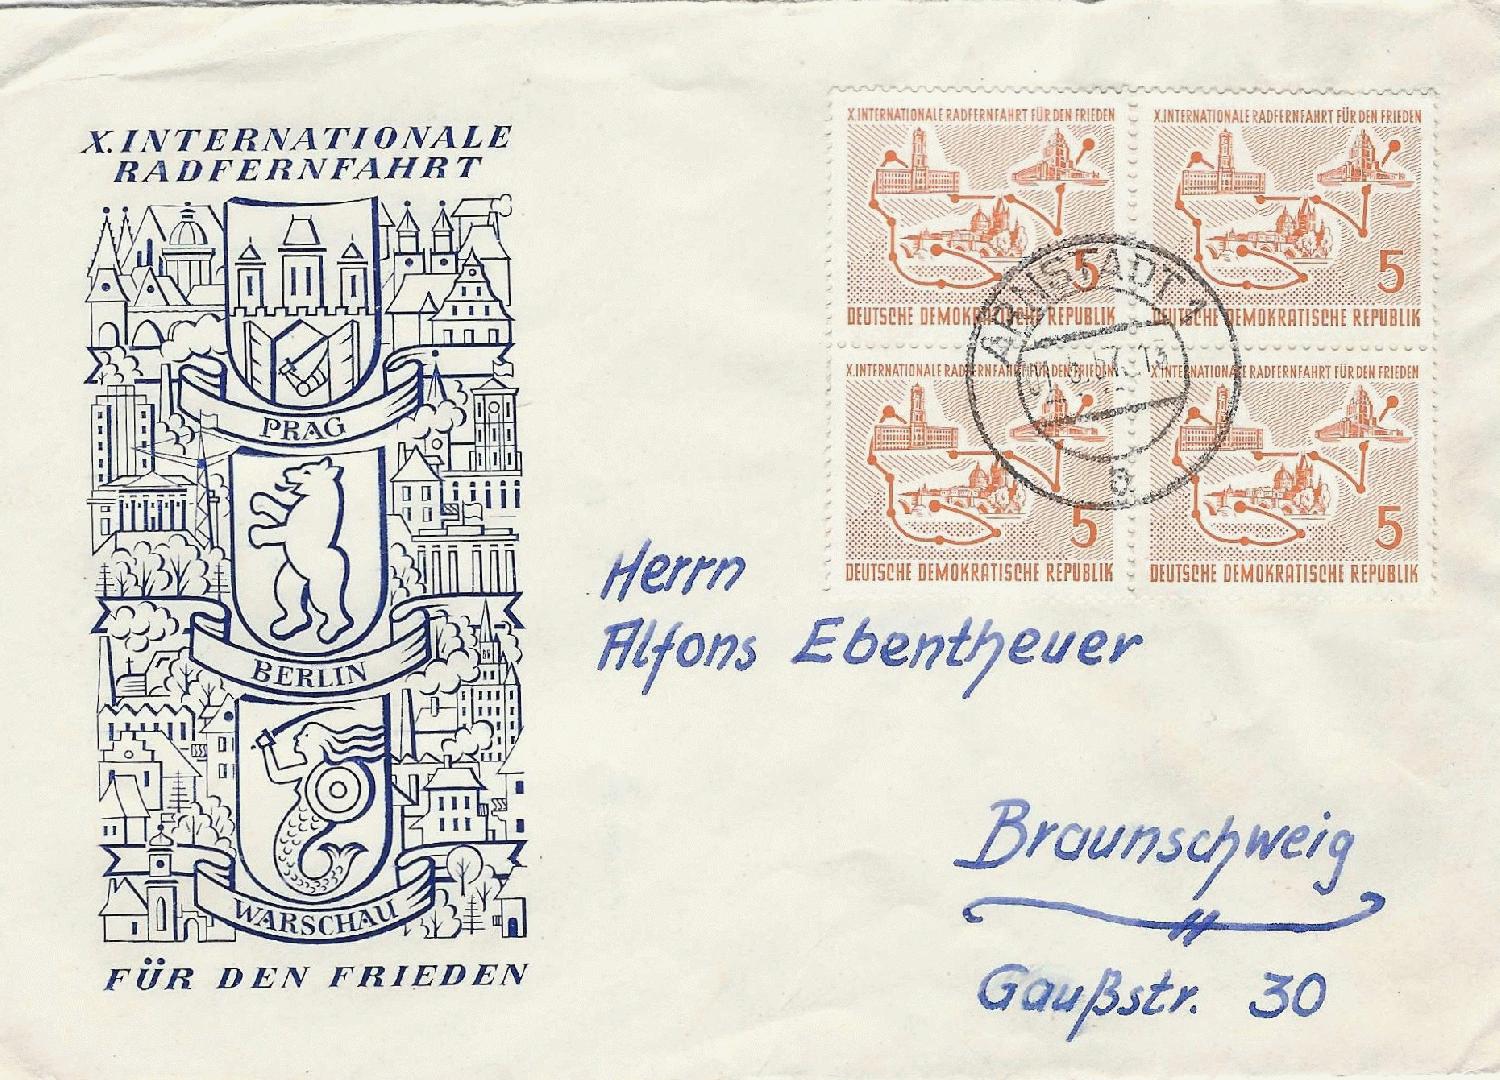 X. INTERNATIONALE
RADFERNFAHRT
PRAG
BERLIN
WARSCHAU
FÜR DEN FRIEDEN
X. INTERNATIONALE RADFERNFAHRT FÜR DEN FRIEDEN
5
DEUTSCHE DEMOKRATISCHE REPUBLIK
X. INTERNATIONALE RADFERNFAHRT FÜR DEN FRIEDEN
5
DEUTSCHE DEMOKRATISCHE REPUBLIK
X. INTERNATIONALE RADFERNFAHRT FÜR DEN FRIEDEN
5
DEUTSCHE DEMOKRATISCHE REPUBLIK
X. INTERNATIONALE RADFERNFAHRT FÜR DEN FRIEDEN
5
DEUTSCHE DEMOKRATISCHE REPUBLIK
ARNSTADT 1
Herrn
Alfons Ebentheuer
Braunschweig
Gaußstr. 30